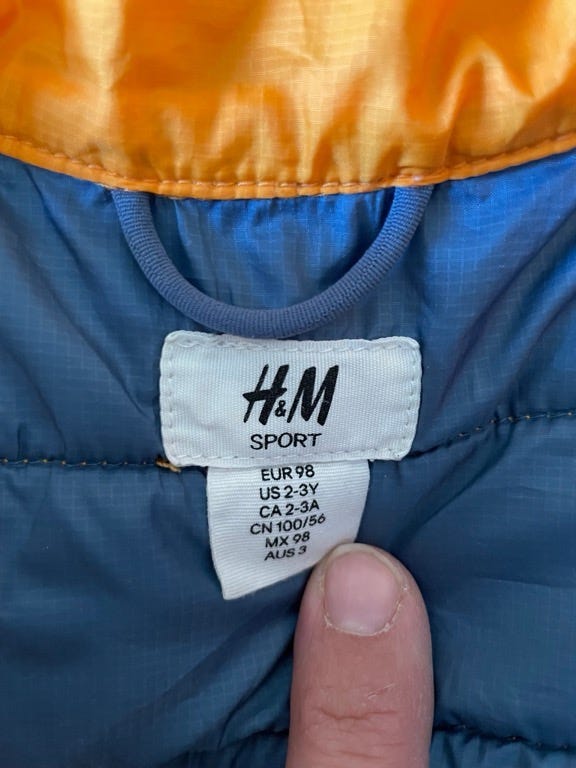 H&M
SPORT
EUR 98
US 2-3Y
CA 2-3A
CN 100/56
MX 98
AUS 3